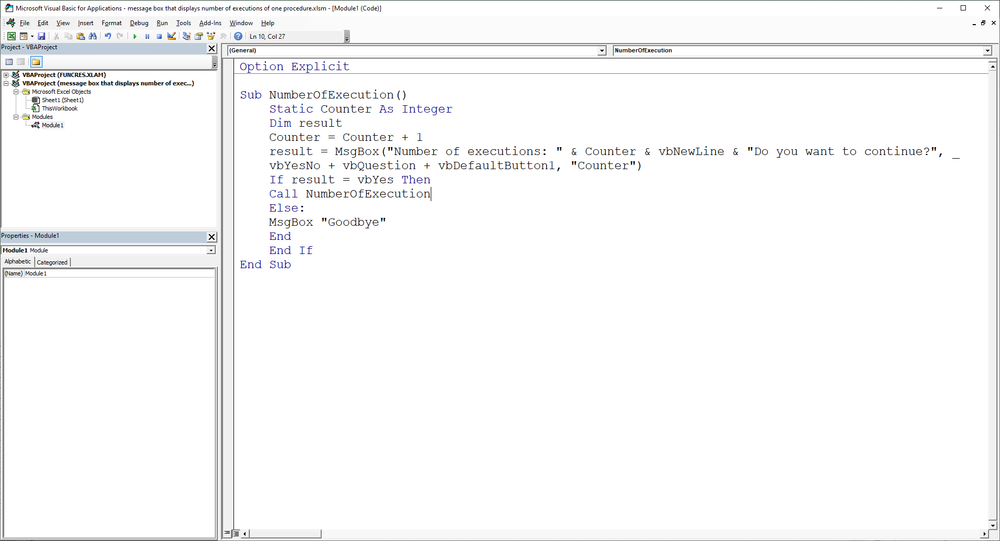 Microsoft Visual Basic for Applications - message box that displays number of executions of one procedure.xlsm - [Module1 (Code)]
File Edit View Insert Format Debug Run Tools Add-Ins Window Help
Ln 10, Col 27
Project - VBAProject
VBAProject (FUNCRES.XLAM)
VBAProject (message box that displays number of exec...)
Microsoft Excel Objects
Sheet1 (Sheet1)
ThisWorkbook
Modules
Module1
Properties - Module1
Module1 Module
Alphabetic Categorized
(Name) Module1
(General) NumberOfExecution
Option Explicit
Sub NumberOfExecution()
    Static Counter As Integer
    Dim result
    Counter = Counter + 1
    result = MsgBox("Number of executions: " & Counter & vbNewLine & "Do you want to continue?", _
    vbYesNo + vbQuestion + vbDefaultButton1, "Counter")
    If result = vbYes Then
    Call NumberOfExecution
    Else:
    MsgBox "Goodbye"
    End
    End If
End Sub